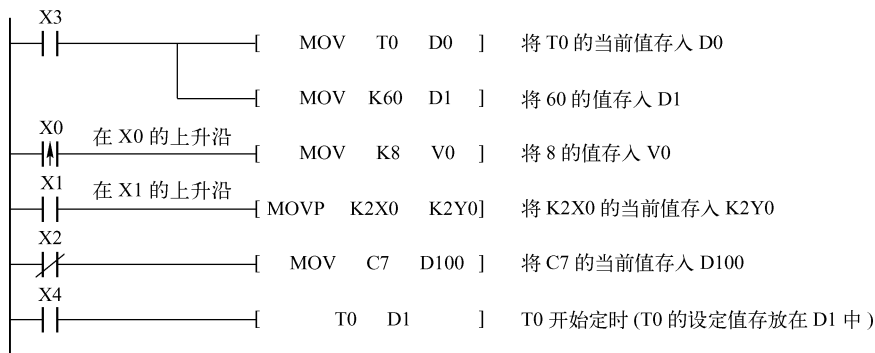 X3
[ MOV T0 D0 ] 将 T0 的当前值存入 D0
[ MOV K60 D1 ] 将 60 的值存入 D1
X0 在 X0 的上升沿
[ MOV K8 V0 ] 将 8 的值存入 V0
X1 在 X1 的上升沿
[ MOVP K2X0 K2Y0] 将 K2X0 的当前值存入 K2Y0
X2
[ MOV C7 D100 ] 将 C7 的当前值存入 D100
X4
[ T0 D1 ] T0 开始定时 (T0 的设定值存放在 D1 中 )